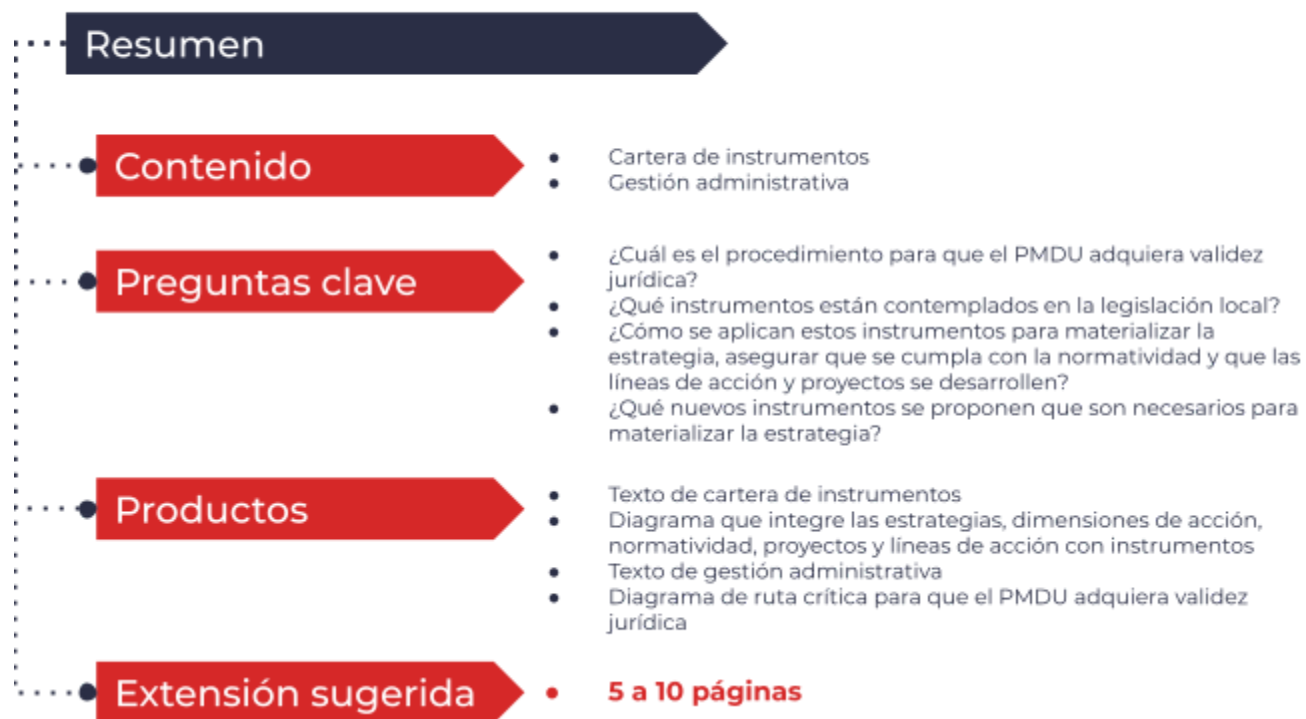 Resumen
Contenido
• Cartera de instrumentos
• Gestión administrativa
Preguntas clave
• ¿Cuál es el procedimiento para que el PMDU adquiera validez
jurídica?
• ¿Qué instrumentos están contemplados en la legislación local?
• ¿Cómo se aplican estos instrumentos para materializar la
estrategia, asegurar que se cumpla con la normatividad y que las
líneas de acción y proyectos se desarrollen?
• ¿Qué nuevos instrumentos se proponen que son necesarios para
materializar la estrategia?
Productos
• Texto de cartera de instrumentos
• Diagrama que integre las estrategias, dimensiones de acción,
normatividad, proyectos y líneas de acción con instrumentos
• Texto de gestión administrativa
• Diagrama de ruta crítica para que el PMDU adquiera validez
jurídica
Extensión sugerida
• 5 a 10 páginas